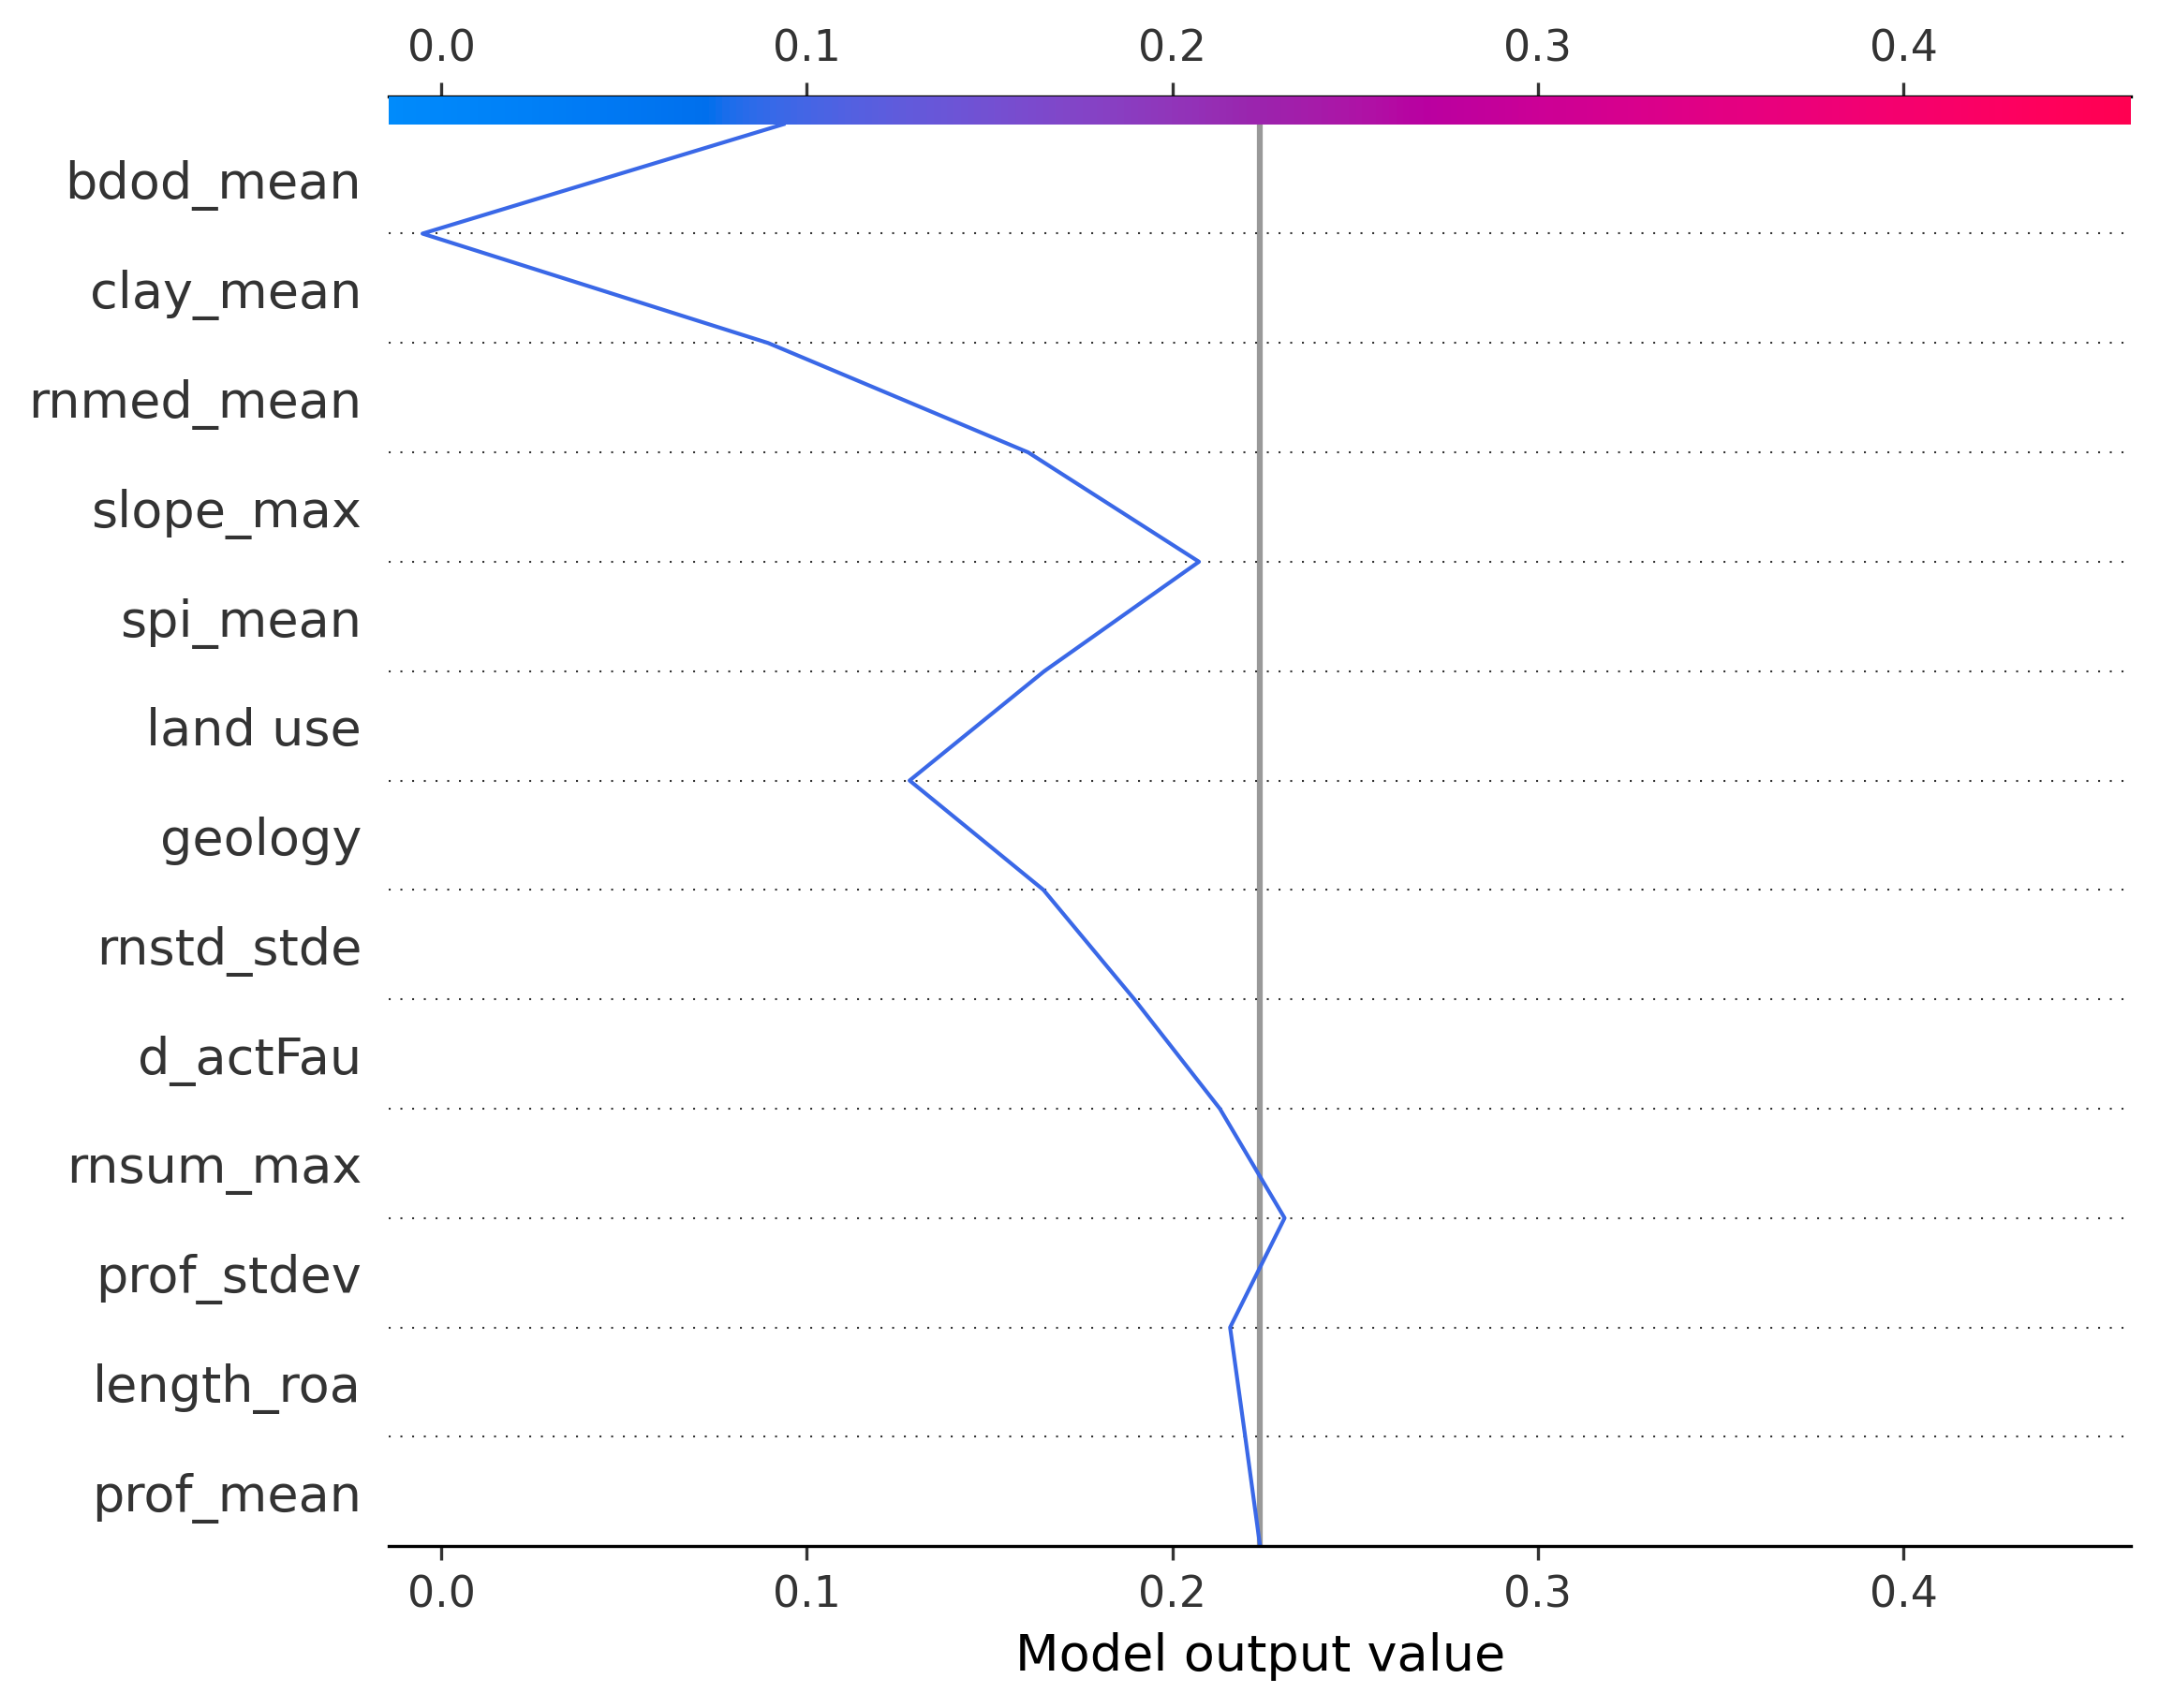 0.0 0.1 0.2 0.3 0.4
bdod_mean
clay_mean
rnmed_mean
slope_max
spi_mean
land use
geology
rnstd_stde
d_actFau
rnsum_max
prof_stdev
length_roa
prof_mean
0.0 0.1 0.2 0.3 0.4
Model output value